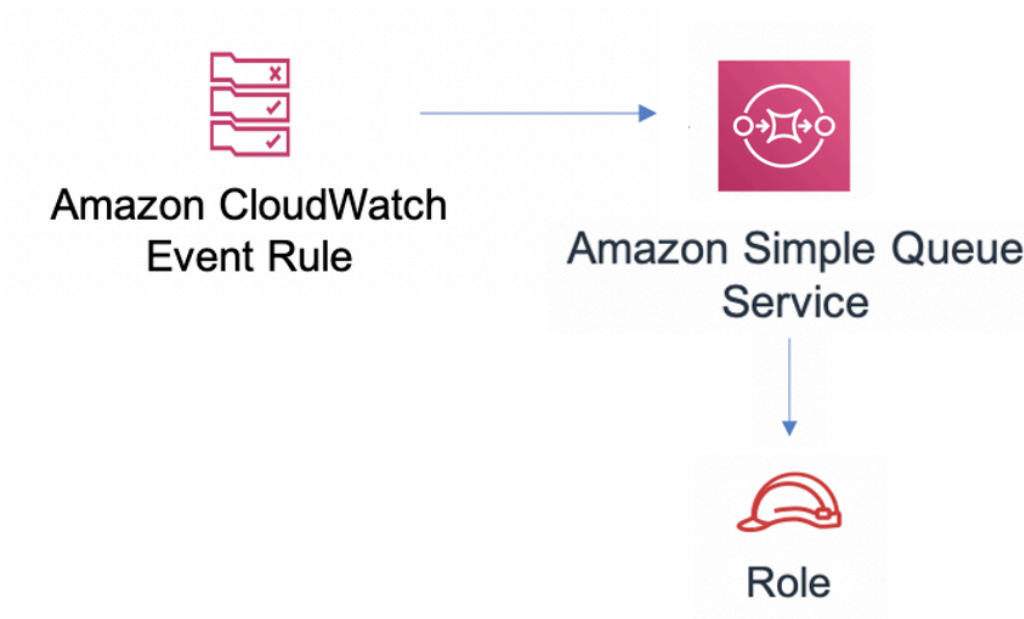 Amazon CloudWatch
Event Rule
Amazon Simple Queue
Service
Role